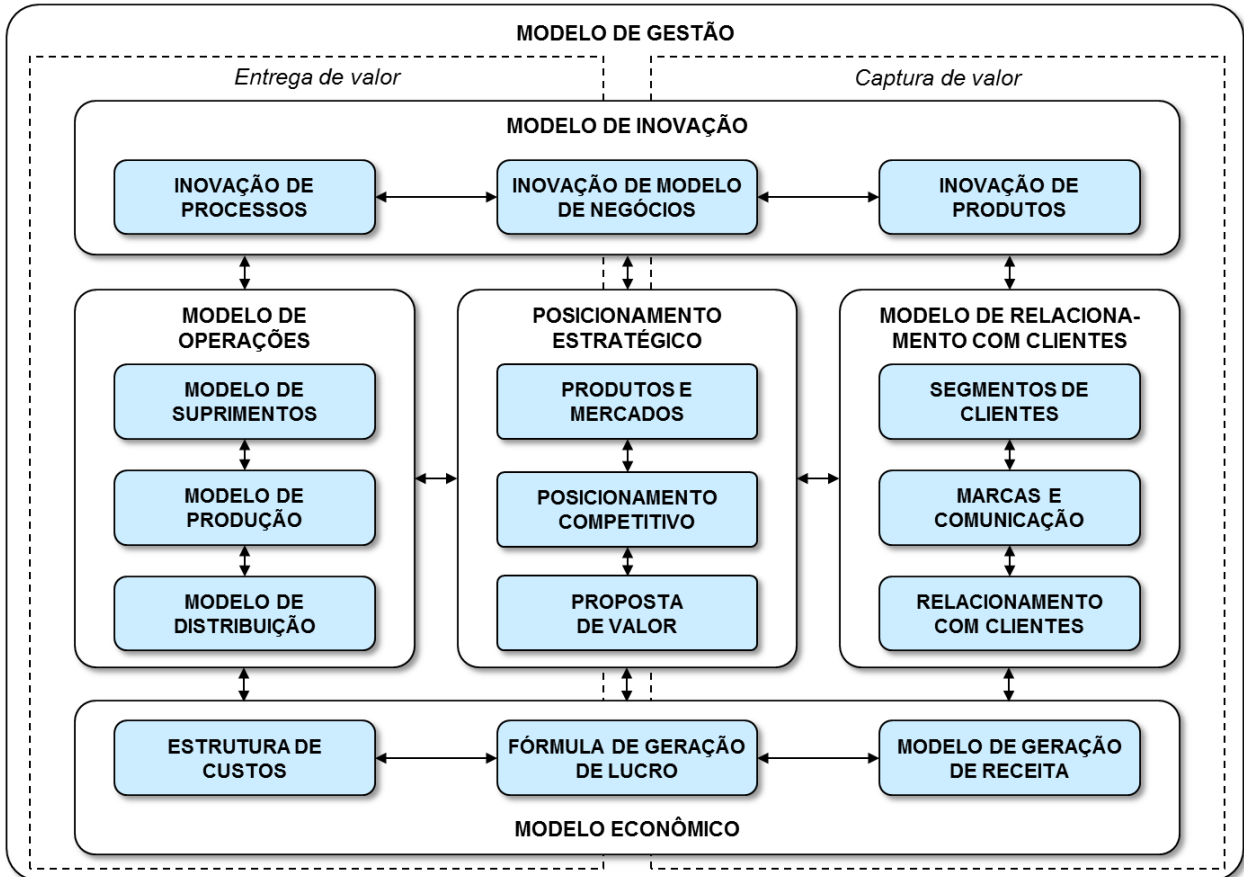 MODELO DE GESTÃO
Entrega de valor
Captura de valor
MODELO DE INOVAÇÃO
INOVAÇÃO DE
PROCESSOS
INOVAÇÃO DE MODELO
DE NEGÓCIOS
INOVAÇÃO DE
PRODUTOS
MODELO DE
OPERAÇÕES
MODELO DE
SUPRIMENTOS
MODELO DE
PRODUÇÃO
MODELO DE
DISTRIBUIÇÃO
POSICIONAMENTO
ESTRATÉGICO
PRODUTOS E
MERCADOS
POSICIONAMENTO
COMPETITIVO
PROPOSTA
DE VALOR
MODELO DE RELACIONA-
MENTO COM CLIENTES
SEGMENTOS DE
CLIENTES
MARCAS E
COMUNICAÇÃO
RELACIONAMENTO
COM CLIENTES
ESTRUTURA DE
CUSTOS
FÓRMULA DE GERAÇÃO
DE LUCRO
MODELO DE GERAÇÃO
DE RECEITA
MODELO ECONÔMICO